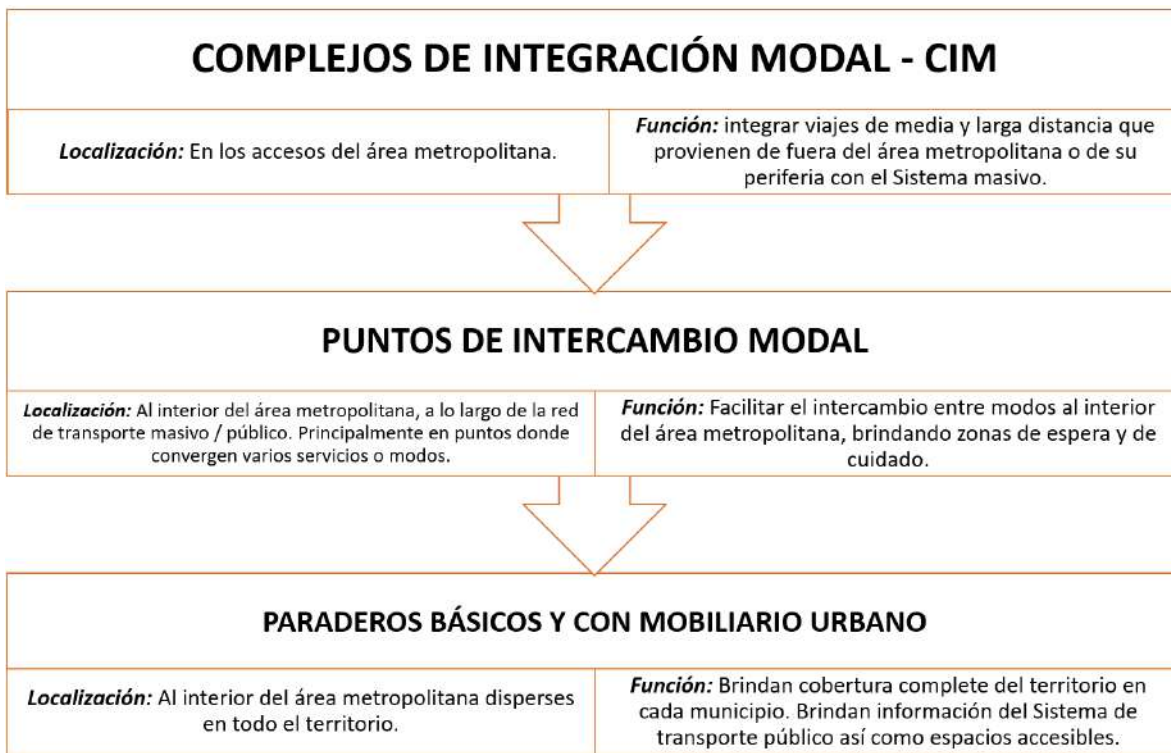 COMPLEJOS DE INTEGRACIÓN MODAL - CIM
Localización: En los accesos del área metropolitana.
Función: integrar viajes de media y larga distancia que
provienen de fuera del área metropolitana o de su
periferia con el Sistema masivo.
PUNTOS DE INTERCAMBIO MODAL
Localización: Al interior del área metropolitana, a lo largo de la red
de transporte masivo / público. Principalmente en puntos donde
convergen varios servicios o modos.
Función: Facilitar el intercambio entre modos al interior
del área metropolitana, brindando zonas de espera y de
cuidado.
PARADEROS BÁSICOS Y CON MOBILIARIO URBANO
Localización: Al interior del área metropolitana disperses
en todo el territorio.
Función: Brindan cobertura complete del territorio en
cada municipio. Brindan información del Sistema de
transporte público así como espacios accesibles.